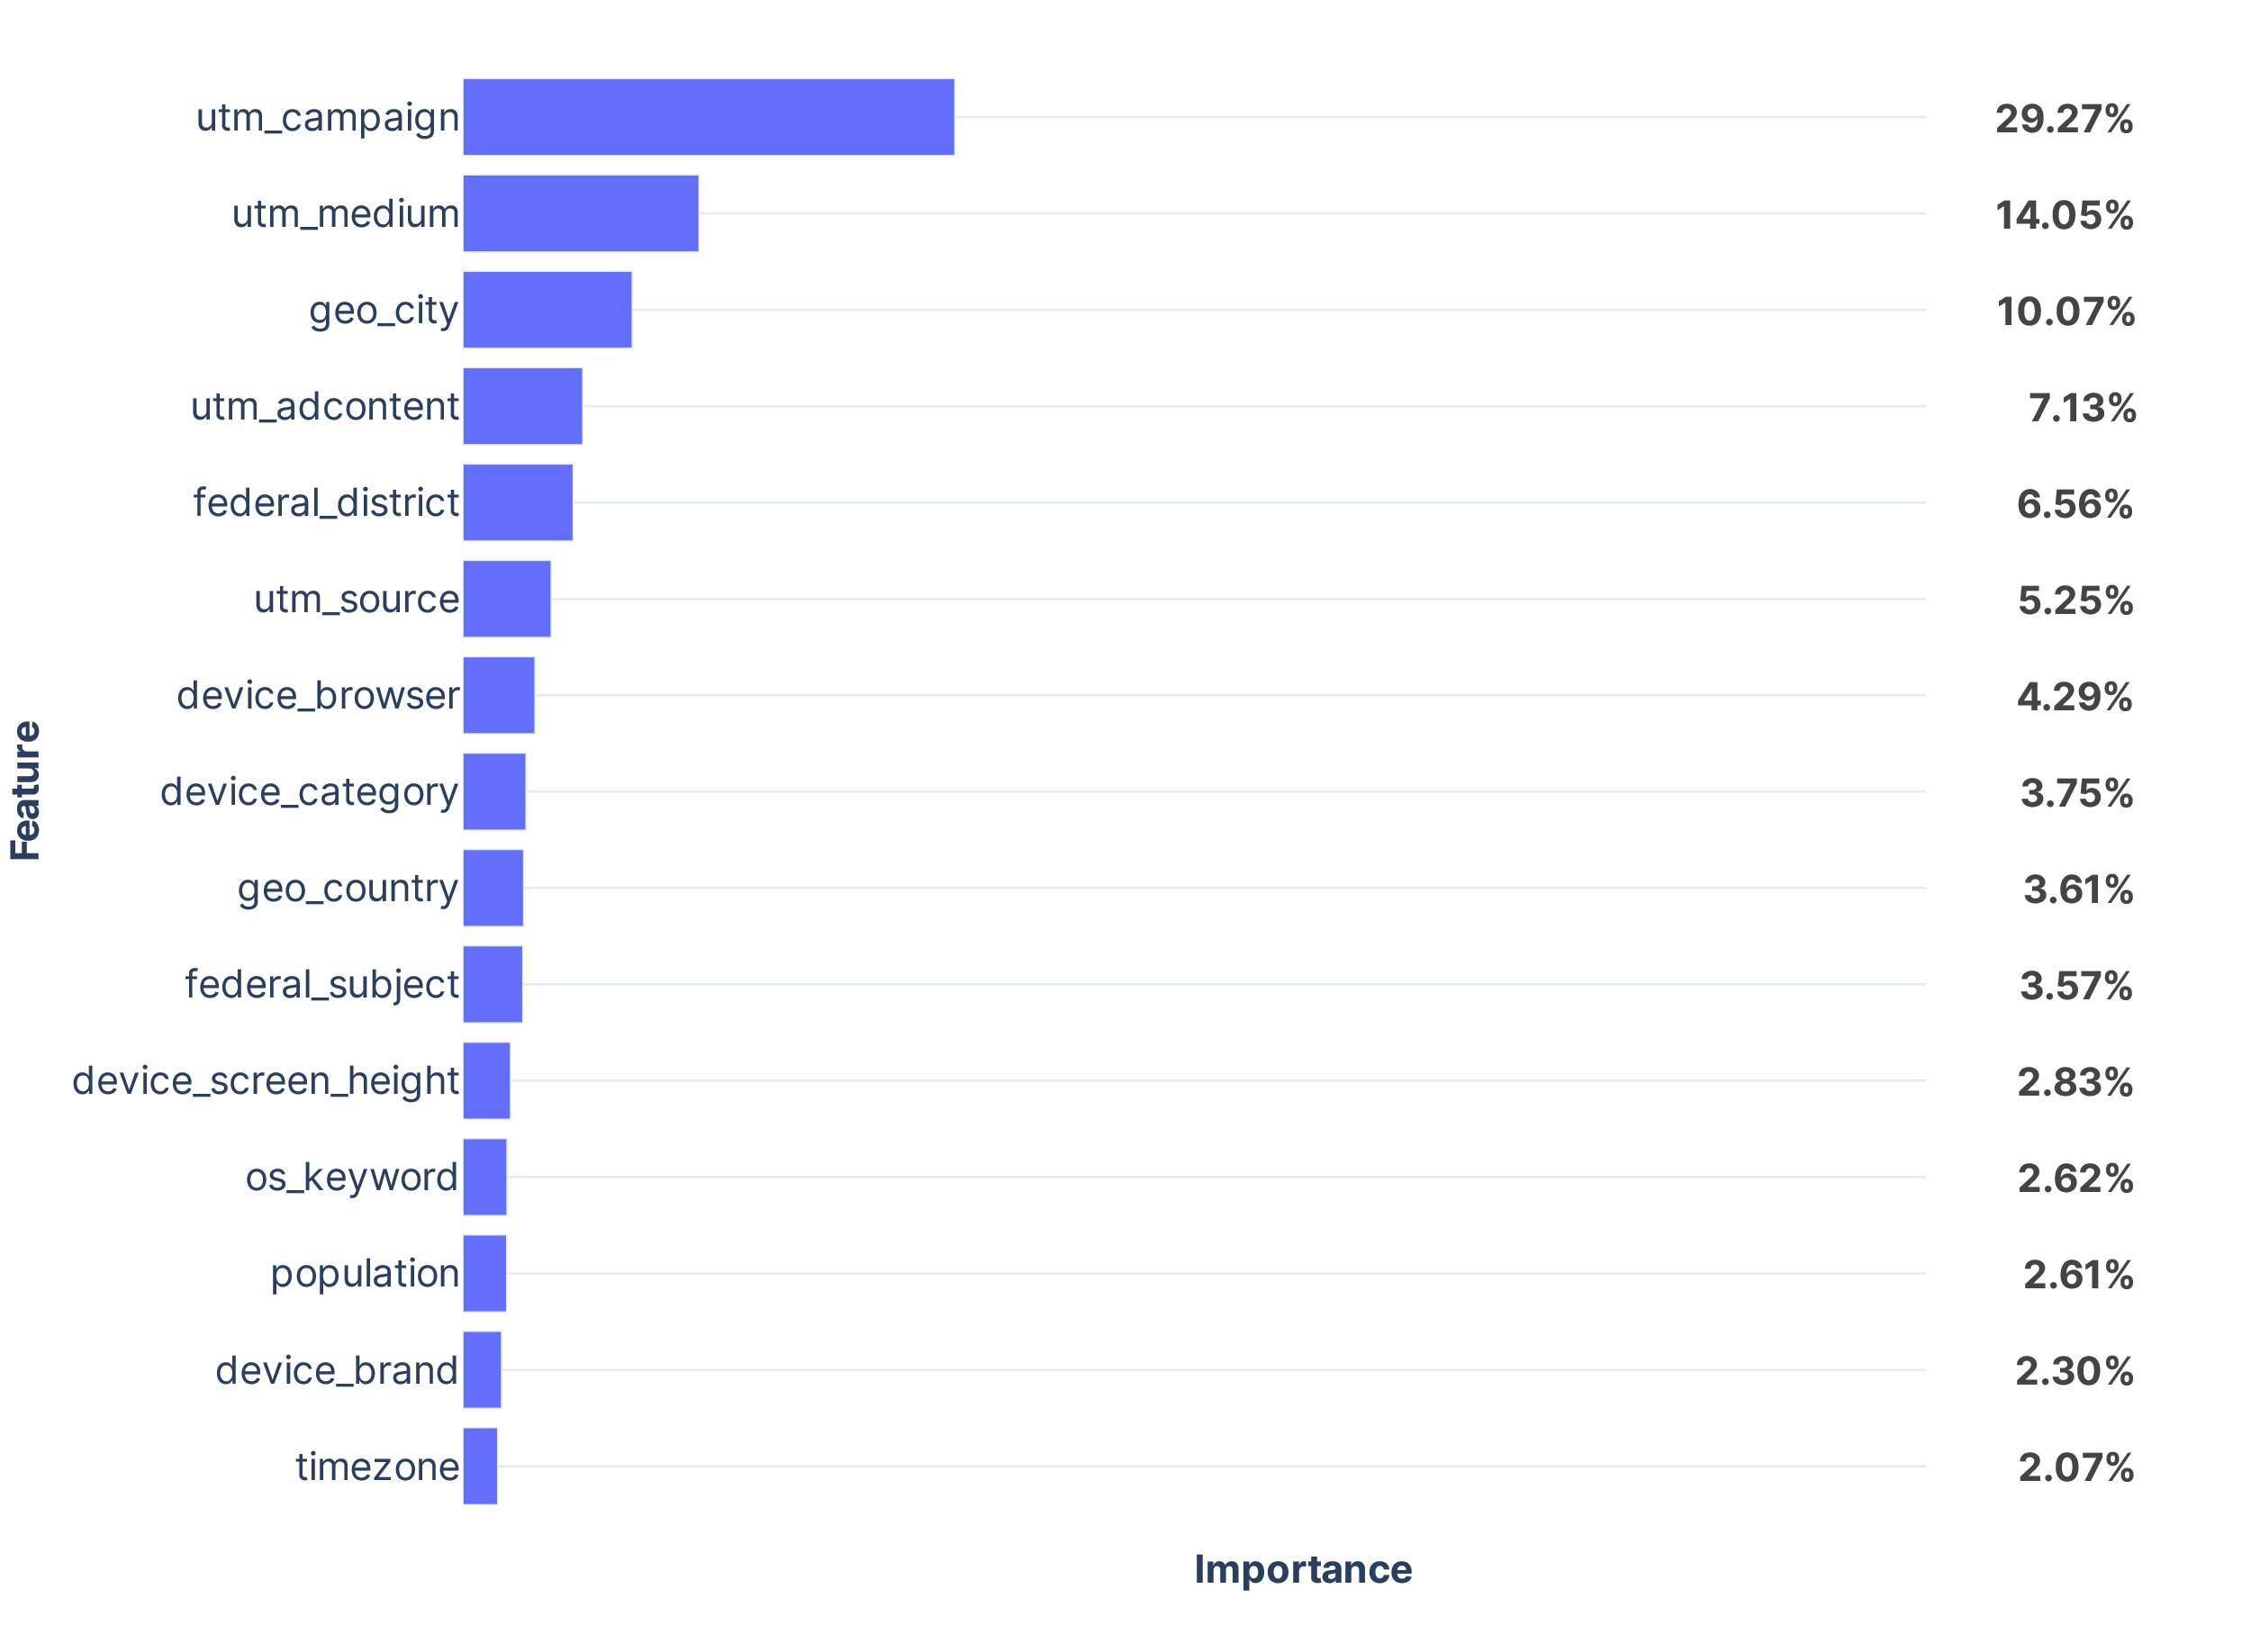 utm_campaign 29.27%
utm_medium 14.05%
geo_city 10.07%
utm_adcontent 7.13%
federal_district 6.56%
utm_source 5.25%
device_browser 4.29%
device_category 3.75%
geo_country 3.61%
federal_subject 3.57%
device_screen_height 2.83%
os_keyword 2.62%
population 2.61%
device_brand 2.30%
timezone 2.07%
Feature
Importance